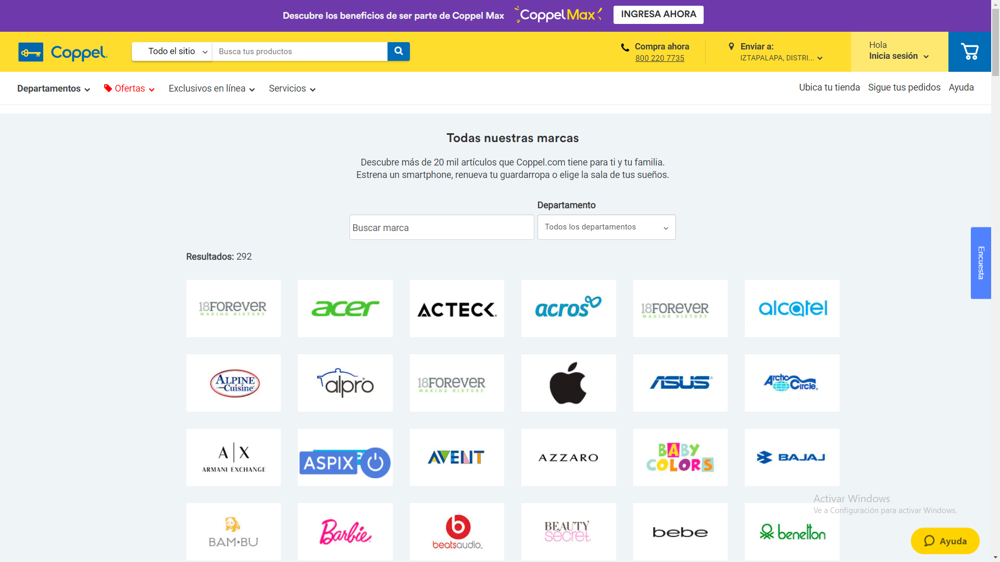 Descubre los beneficios de ser parte de Coppel Max CoppelMax INGRESA AHORA
Coppel Todo el sitio Busca tus productos
Compra ahora
800 220 7735
Enviar a:
IZTAPALAPA, DISTRI...
Hola
Inicia sesión
Departamentos Ofertas Exclusivos en línea Servicios Ubica tu tienda Sigue tus pedidos Ayuda
Todas nuestras marcas
Descubre más de 20 mil artículos que Coppel.com tiene para ti y tu familia.
Estrena un smartphone, renueva tu guardarropa o elige la sala de tus sueños.
Departamento
Buscar marca Todos los departamentos
Encuesta
Resultados: 292
18FOREVER
MAKING HISTORY
acer
ACTECK
acros
18FOREVER
MAKING HISTORY
alcatel
ALPINE
Cuisine
alpro
18FOREVER
MAKING HISTORY
ASUS
Arctic
Circle
A|X
ARMANI EXCHANGE
ASPIX
AVENT
AZZARO
BABY
COLORS
BAJAJ
BAM•BU
Barbie
b
beatsaudio
BEAUTY
secret
bebe
benetton
Activar Windows
Ve a Configuración para activar Windows.
Ayuda